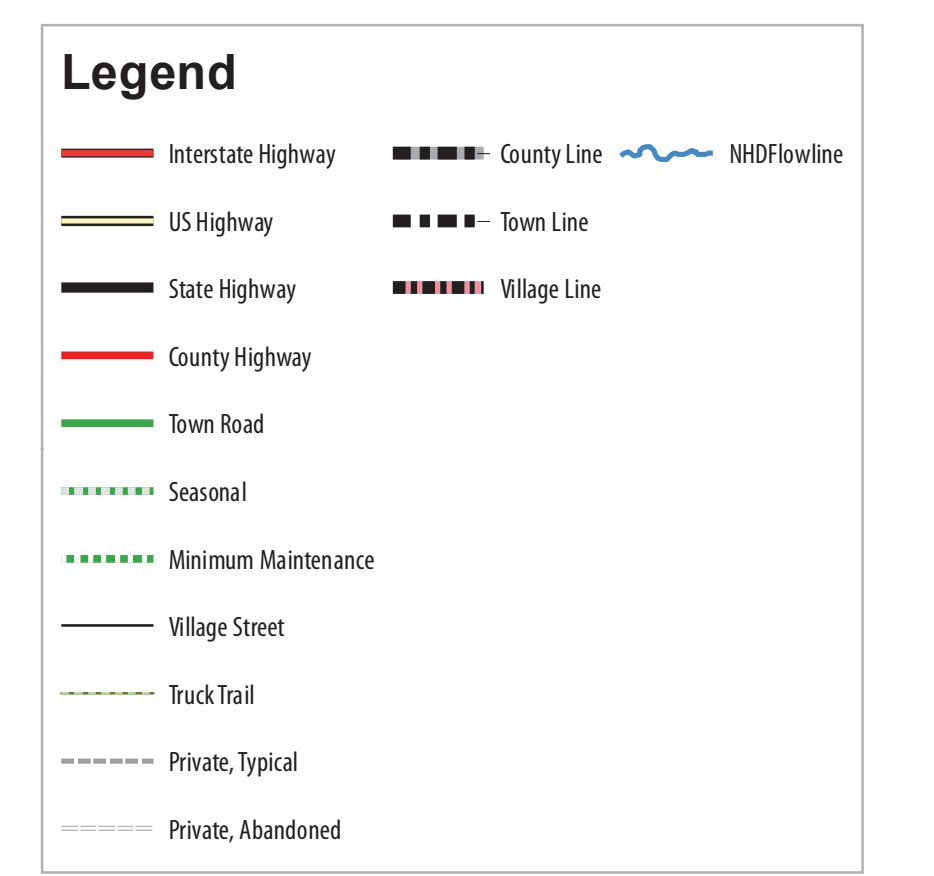 Legend
Interstate Highway
US Highway
State Highway
County Highway
Town Road
Seasonal
Minimum Maintenance
Village Street
Truck Trail
Private, Typical
Private, Abandoned
County Line
Town Line
Village Line
NHDFlowline